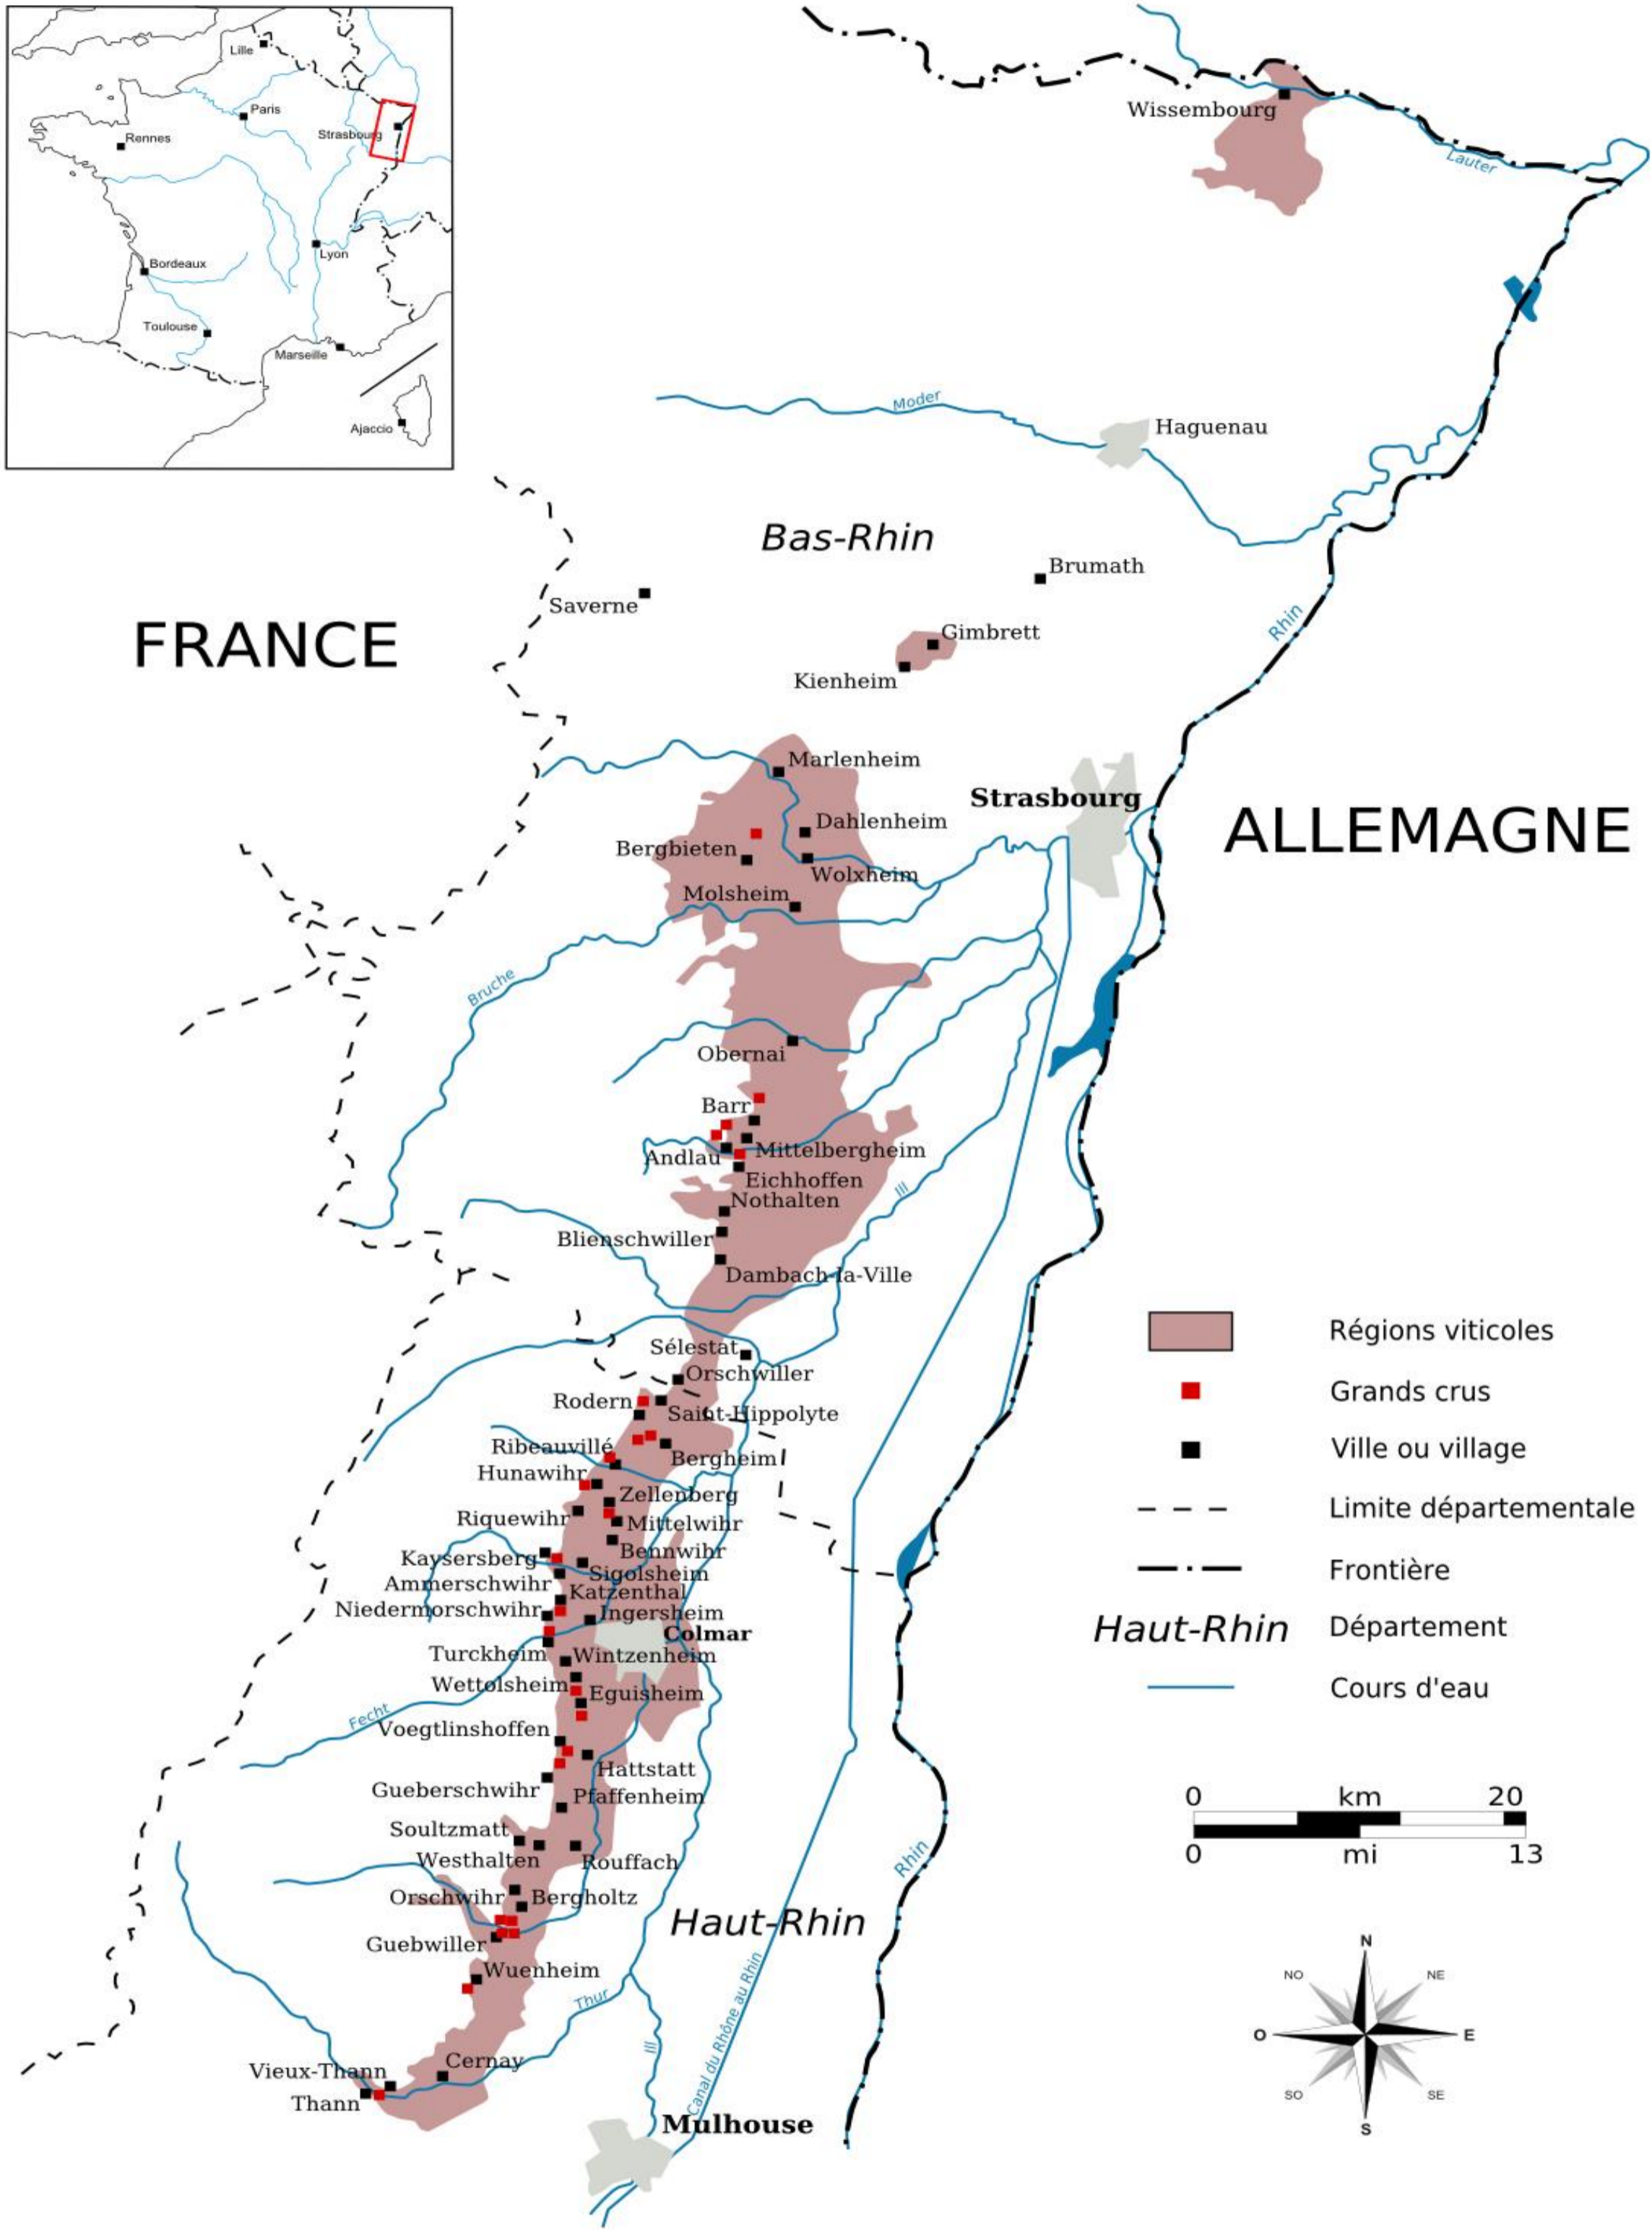 Lille
Paris
Strasbourg
Rennes
Lyon
Bordeaux
Toulouse
Marseille
Ajaccio
Wissembourg
Lauter
Moder
Haguenau
Bas-Rhin
Brumath
Saverne
Rhin
FRANCE
Gimbrett
Kienheim
Marlenheim
Strasbourg
ALLEMAGNE
Dahlenheim
Bergbieten
Wolxheim
Molsheim
Bruche
Obernai
Barr
Mittelbergheim
Andlau
Eichhoffen
Ill
Nothalten
Blienschwiller
Dambach-la-Ville
Sélestat
Orschwiller
Rodern
Saint-Hippolyte
Ribeauvillé
Bergheim
Hunawihr
Zellenberg
Riquewihr
Mittelwihr
Bennwihr
Kaysersberg
Sigolsheim
Ammerschwihr
Katzenthal
Niedermorschwihr
Ingersheim
Colmar
Turckheim
Wintzenheim
Wettolsheim
Eguisheim
Fecht
Voegtlinshoffen
Hattstatt
Gueberschwihr
Pfaffenheim
Soultzmatt
Westhalten
Rouffach
Rhin
Orschwihr
Bergholtz
Haut-Rhin
Guebwiller
Wuenheim
Thur
Ill
Canal du Rhône au Rhin
Cernay
Vieux-Thann
Thann
Mulhouse
Régions viticoles
Grands crus
Ville ou village
Limite départementale
Frontière
Haut-Rhin Département
Cours d'eau
0 km 20
0 mi 13
N
NO NE
O E
SO SE
S